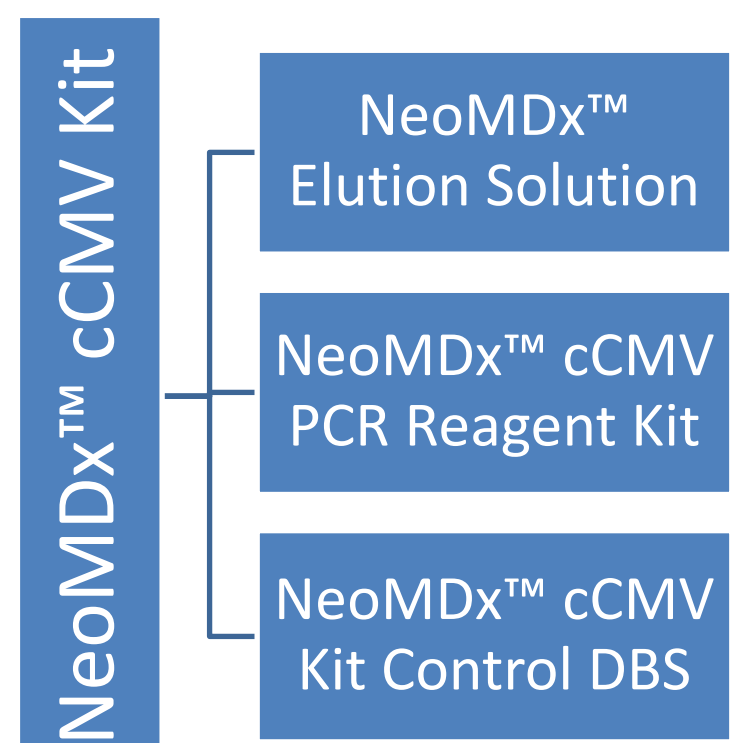 NeoMDx™ cCMV Kit
NeoMDx™
Elution Solution
NeoMDx™ cCMV
PCR Reagent Kit
NeoMDx™ cCMV
Kit Control DBS